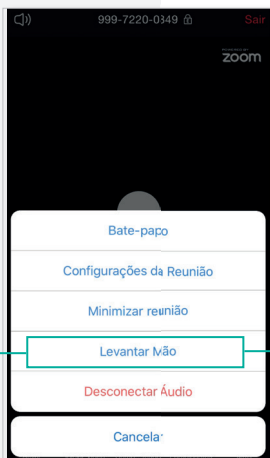 999-7220-0349
Sair
zoom
Bate-papo
Configurações da Reunião
Minimizar reunião
Levantar Mão
Desconectar Áudio
Cancelar